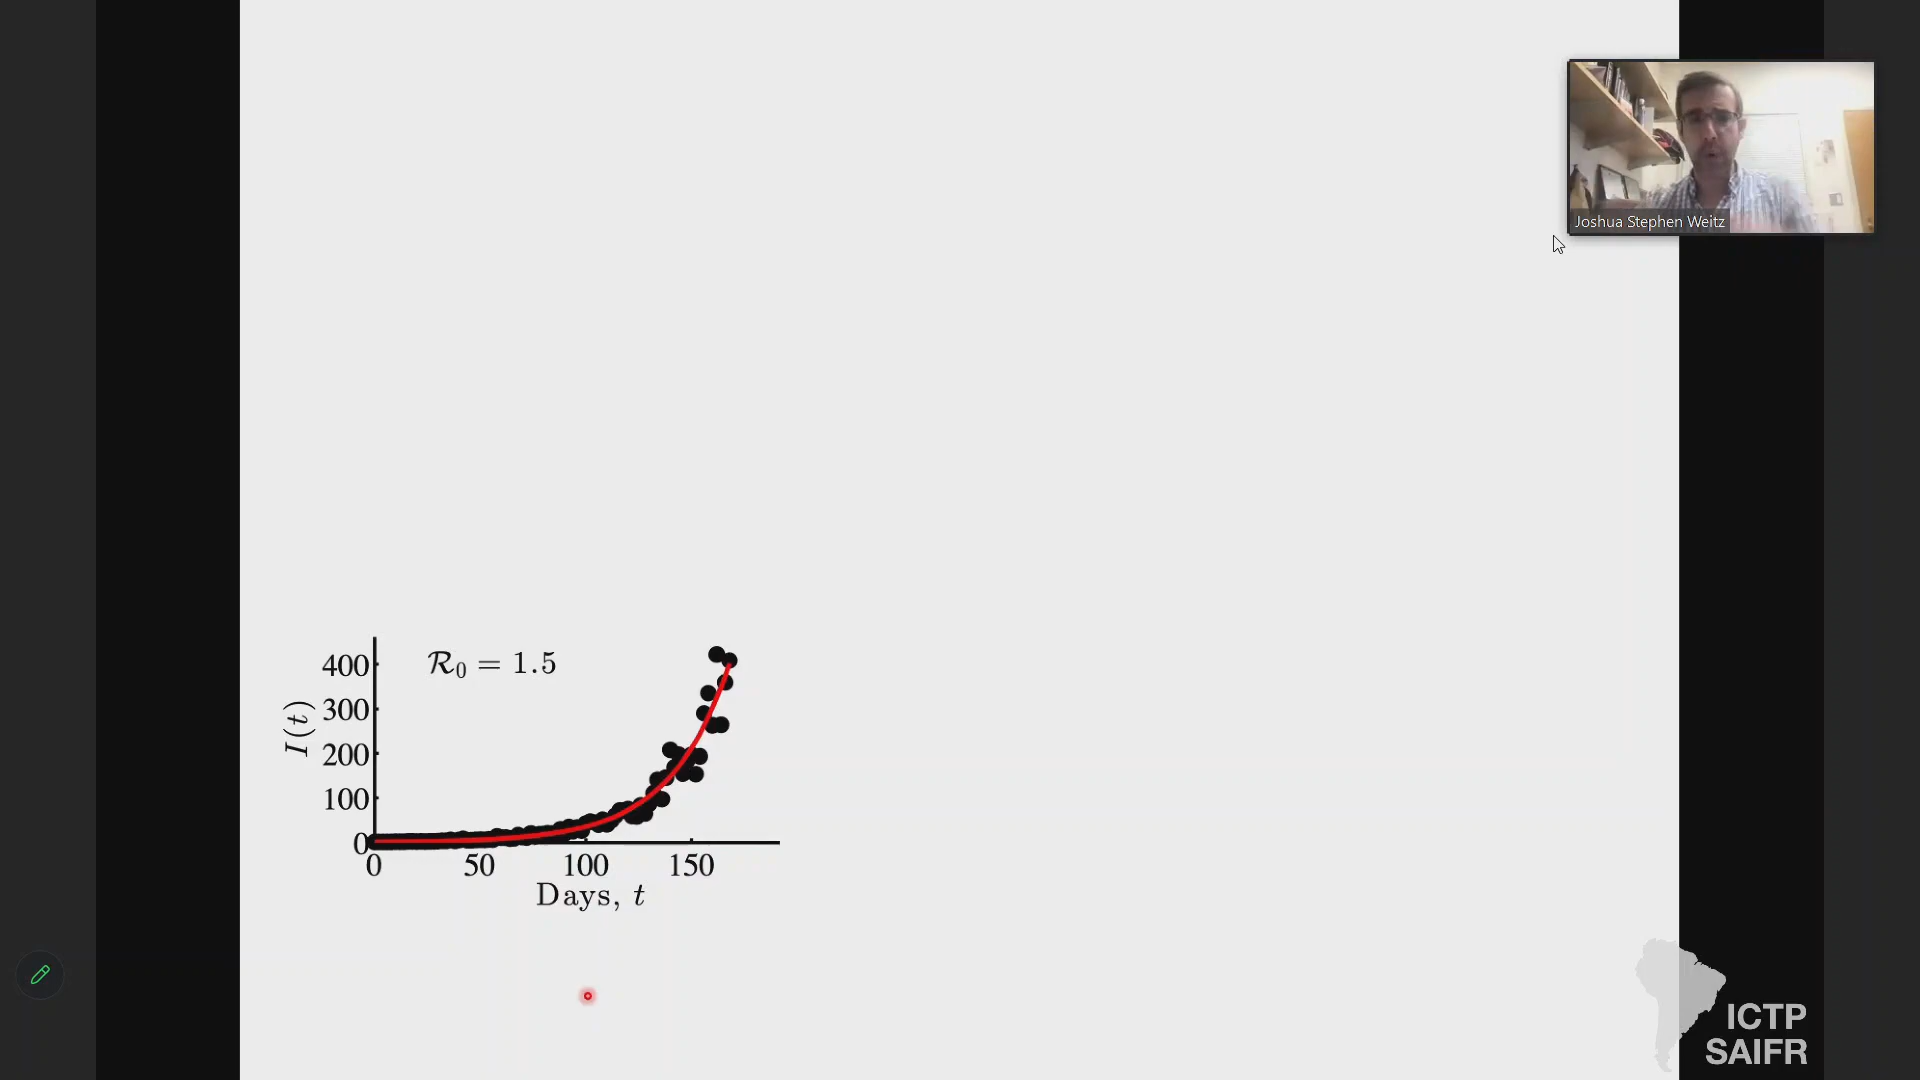 Joshua Stephen Weitz
400
300
200
100
0
I(t)
R₀ = 1.5
0 50 100 150
Days, t
ICTP
SAIFR